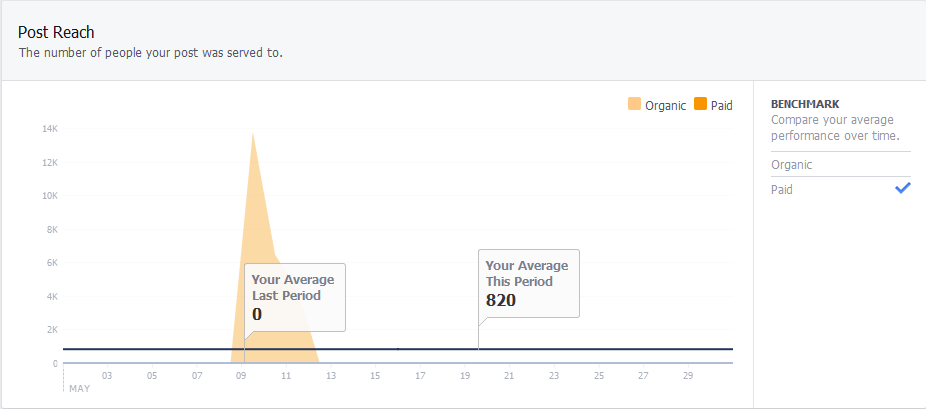 Post Reach
The number of people your post was served to.
Organic Paid
14K
12K
10K
8K
6K
4K
2K
0
Your Average
Last Period
0
Your Average
This Period
820
03 05 07 09 11 13 15 17 19 21 23 25 27 29
MAY
BENCHMARK
Compare your average
performance over time.
Organic
Paid